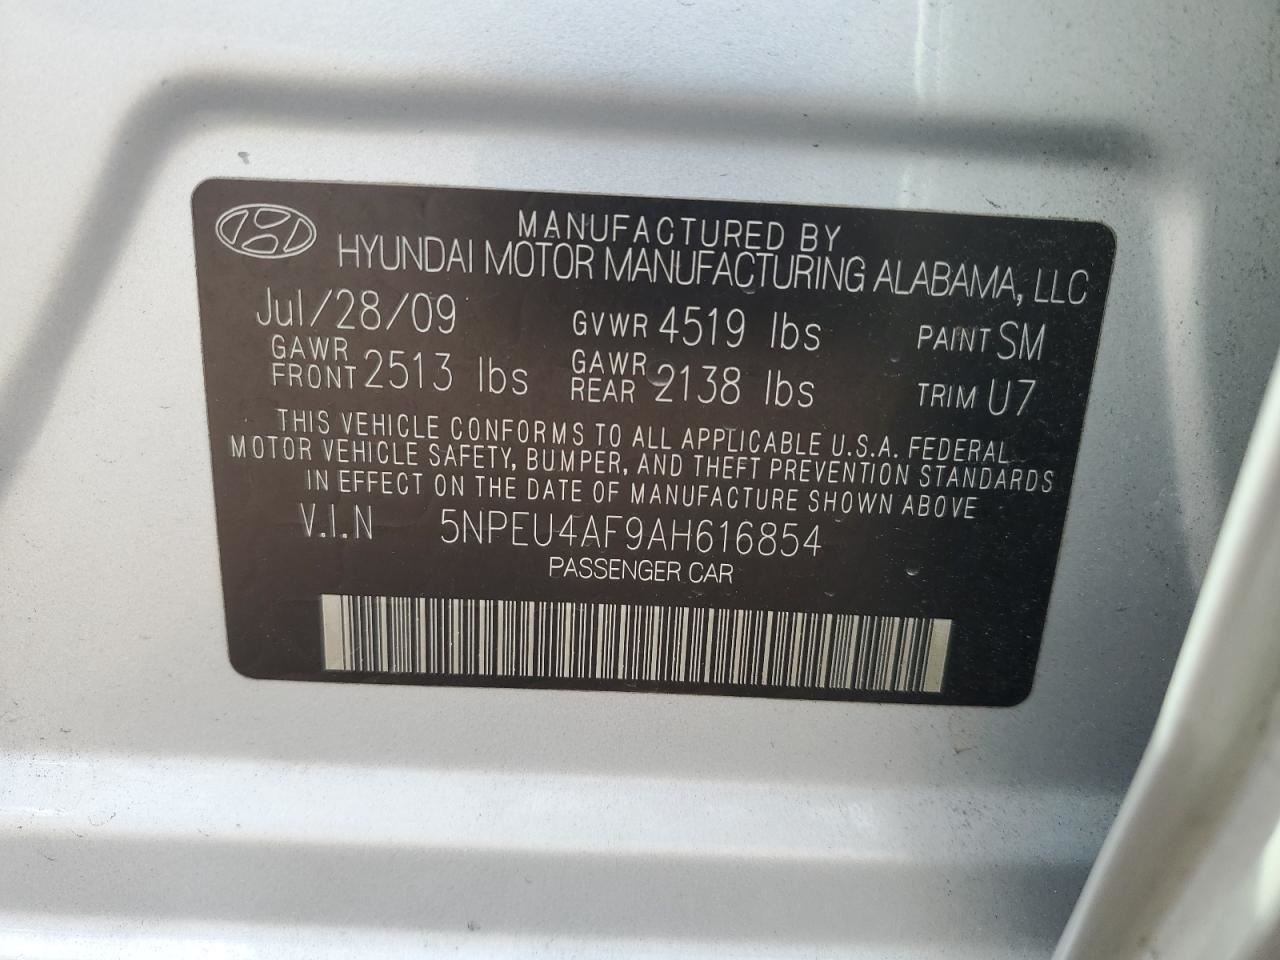 MANUFACTURED BY
HYUNDAI MOTOR MANUFACTURING ALABAMA, LLC
Jul/28/09 GVWR 4519 lbs PAINT SM
GAWR FRONT 2513 lbs GAWR REAR 2138 lbs TRIM U7
THIS VEHICLE CONFORMS TO ALL APPLICABLE U.S.A. FEDERAL
MOTOR VEHICLE SAFETY, BUMPER, AND THEFT PREVENTION STANDARDS
IN EFFECT ON THE DATE OF MANUFACTURE SHOWN ABOVE
V.I.N 5NPEU4AF9AH616854
PASSENGER CAR